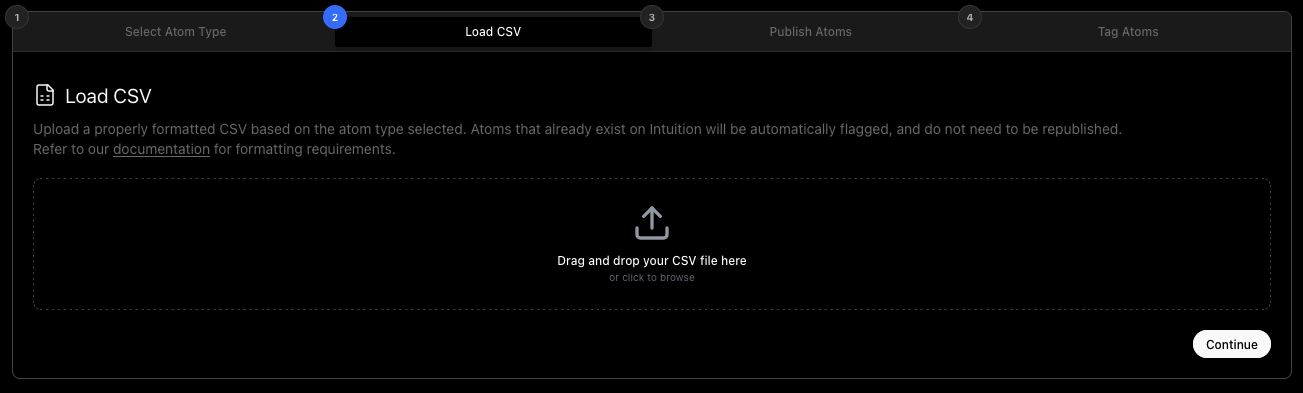 1
Select Atom Type
2
Load CSV
3
Publish Atoms
4
Tag Atoms
Load CSV
Upload a properly formatted CSV based on the atom type selected. Atoms that already exist on Intuition will be automatically flagged, and do not need to be republished.
Refer to our documentation for formatting requirements.
Drag and drop your CSV file here
or click to browse
Continue